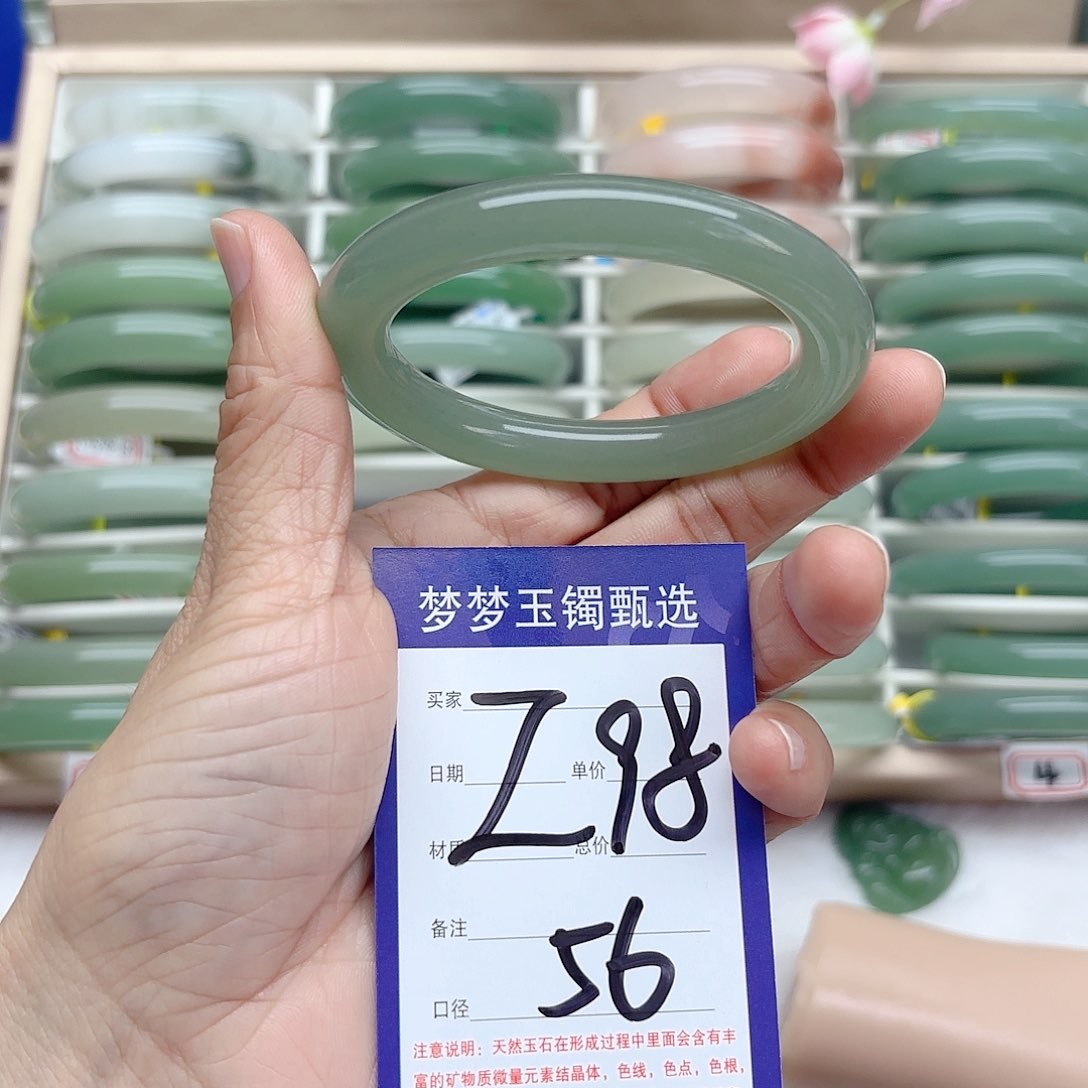 梦梦玉镯甄选
买家
Z98
日期 单价
材质 总价
备注
56
口径
注意说明：天然玉石在形成过程中里面会含有丰
富的矿物质微量元素结晶体，色线，色点，色根，
4